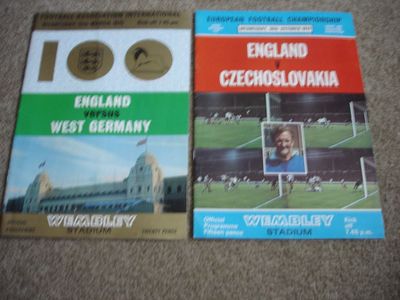 FOOTBALL ASSOCIATION INTERNATIONAL
100
ENGLAND
VERSUS
WEST GERMANY
WEMBLEY
STADIUM
EUROPEAN FOOTBALL CHAMPIONSHIP
ENGLAND
V
CZECHOSLOVAKIA
Official
Programme
Fifteen pence
WEMBLEY
STADIUM
Kick
off
7.45 p.m.